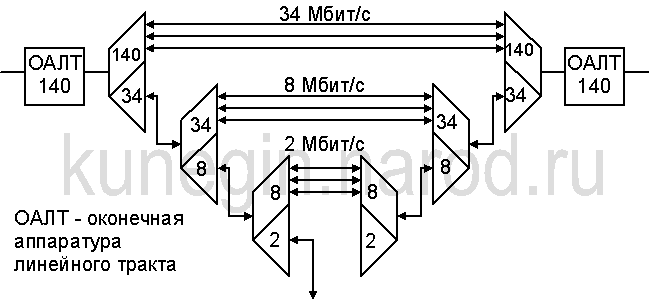 34 Мбит/с
ОАЛТ
140
140
34
140
34
ОАЛТ
140
8 Мбит/с
34
8
34
8
2 Мбит/с
8
2
8
2
kunegin.narod.ru
ОАЛТ - оконечная
аппаратура
линейного тракта